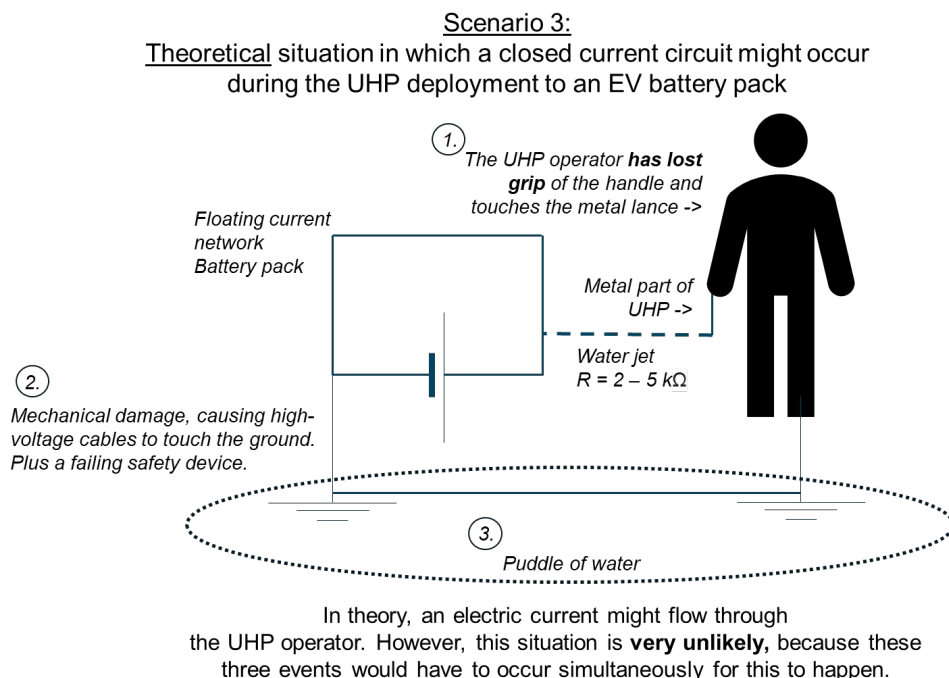 Scenario 3:
Theoretical situation in which a closed current circuit might occur
during the UHP deployment to an EV battery pack
1.
The UHP operator has lost
grip of the handle and
touches the metal lance ->
Floating current
network
Battery pack
Metal part of
UHP ->
Water jet
R = 2 – 5 kΩ
2.
Mechanical damage, causing high-
voltage cables to touch the ground.
Plus a failing safety device.
3.
Puddle of water
In theory, an electric current might flow through
the UHP operator. However, this situation is very unlikely, because these
three events would have to occur simultaneously for this to happen.